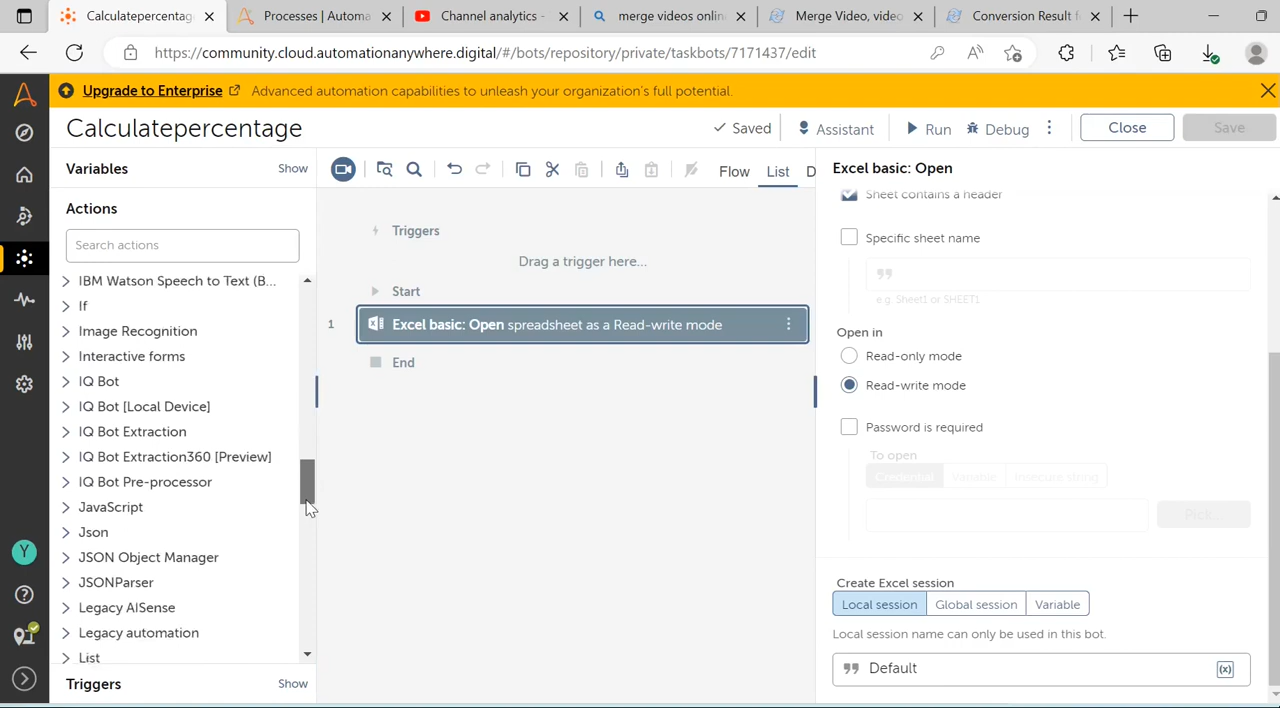 Calculatepercentag
Processes | Automa
Channel analytics -
merge videos onlin
Merge Video, video
Conversion Result f
https://community.cloud.automationanywhere.digital/#/bots/repository/private/taskbots/7171437/edit
Upgrade to Enterprise Advanced automation capabilities to unleash your organization's full potential.
Calculatepercentage
Saved
Assistant
Run
Debug
Close
Save
Variables
Show
Flow
List
D
Excel basic: Open
Actions
Search actions
IBM Watson Speech to Text (B...
If
Image Recognition
Interactive forms
IQ Bot
IQ Bot [Local Device]
IQ Bot Extraction
IQ Bot Extraction360 [Preview]
IQ Bot Pre-processor
JavaScript
Json
JSON Object Manager
JSONParser
Legacy AISense
Legacy automation
List
Triggers
Show
Y
Triggers
Drag a trigger here...
Start
1
Excel basic: Open spreadsheet as a Read-write mode
End
Sheet contains a header
Specific sheet name
e.g. Sheet1 or SHEET1
Open in
Read-only mode
Read-write mode
Password is required
To open
Credential
Variable
Insecure string
Pick...
Create Excel session
Local session
Global session
Variable
Local session name can only be used in this bot.
Default
(x)